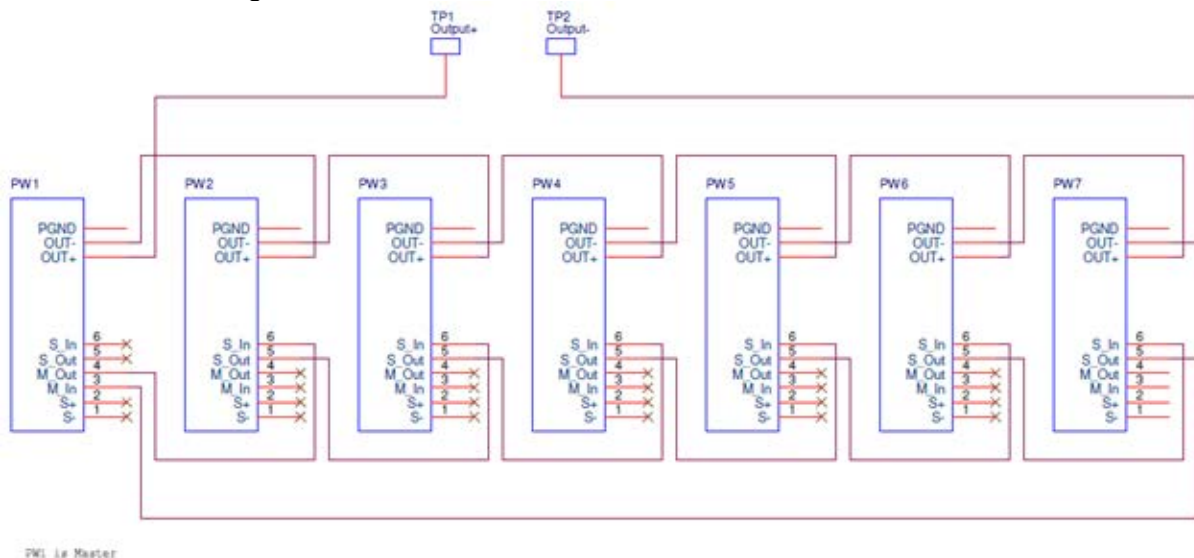 TP1
Output+
TP2
Output-
PW1
PGND
OUT-
OUT+
S_In 6
S_Out 5
M_Out 4
M_In 3
S+ 2
S- 1
PW2
PGND
OUT-
OUT+
S_In 6
S_Out 5
M_Out 4
M_In 3
S+ 2
S- 1
PW3
PGND
OUT-
OUT+
S_In 6
S_Out 5
M_Out 4
M_In 3
S+ 2
S- 1
PW4
PGND
OUT-
OUT+
S_In 6
S_Out 5
M_Out 4
M_In 3
S+ 2
S- 1
PW5
PGND
OUT-
OUT+
S_In 6
S_Out 5
M_Out 4
M_In 3
S+ 2
S- 1
PW6
PGND
OUT-
OUT+
S_In 6
S_Out 5
M_Out 4
M_In 3
S+ 2
S- 1
PW7
PGND
OUT-
OUT+
S_In 6
S_Out 5
M_Out 4
M_In 3
S+ 2
S- 1
PW1 is Master